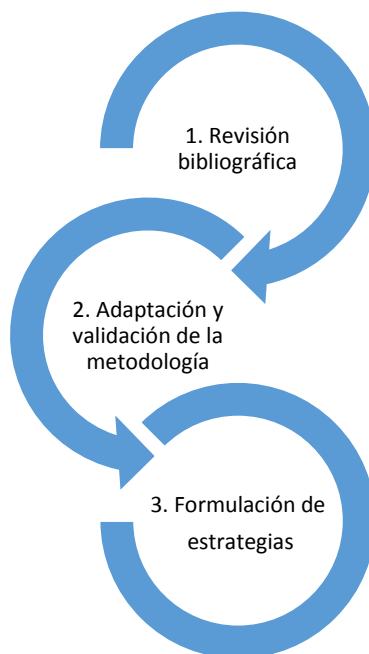 1. Revisión
bibliográfica
2. Adaptación y
validación de la
metodología
3. Formulación de
estrategias